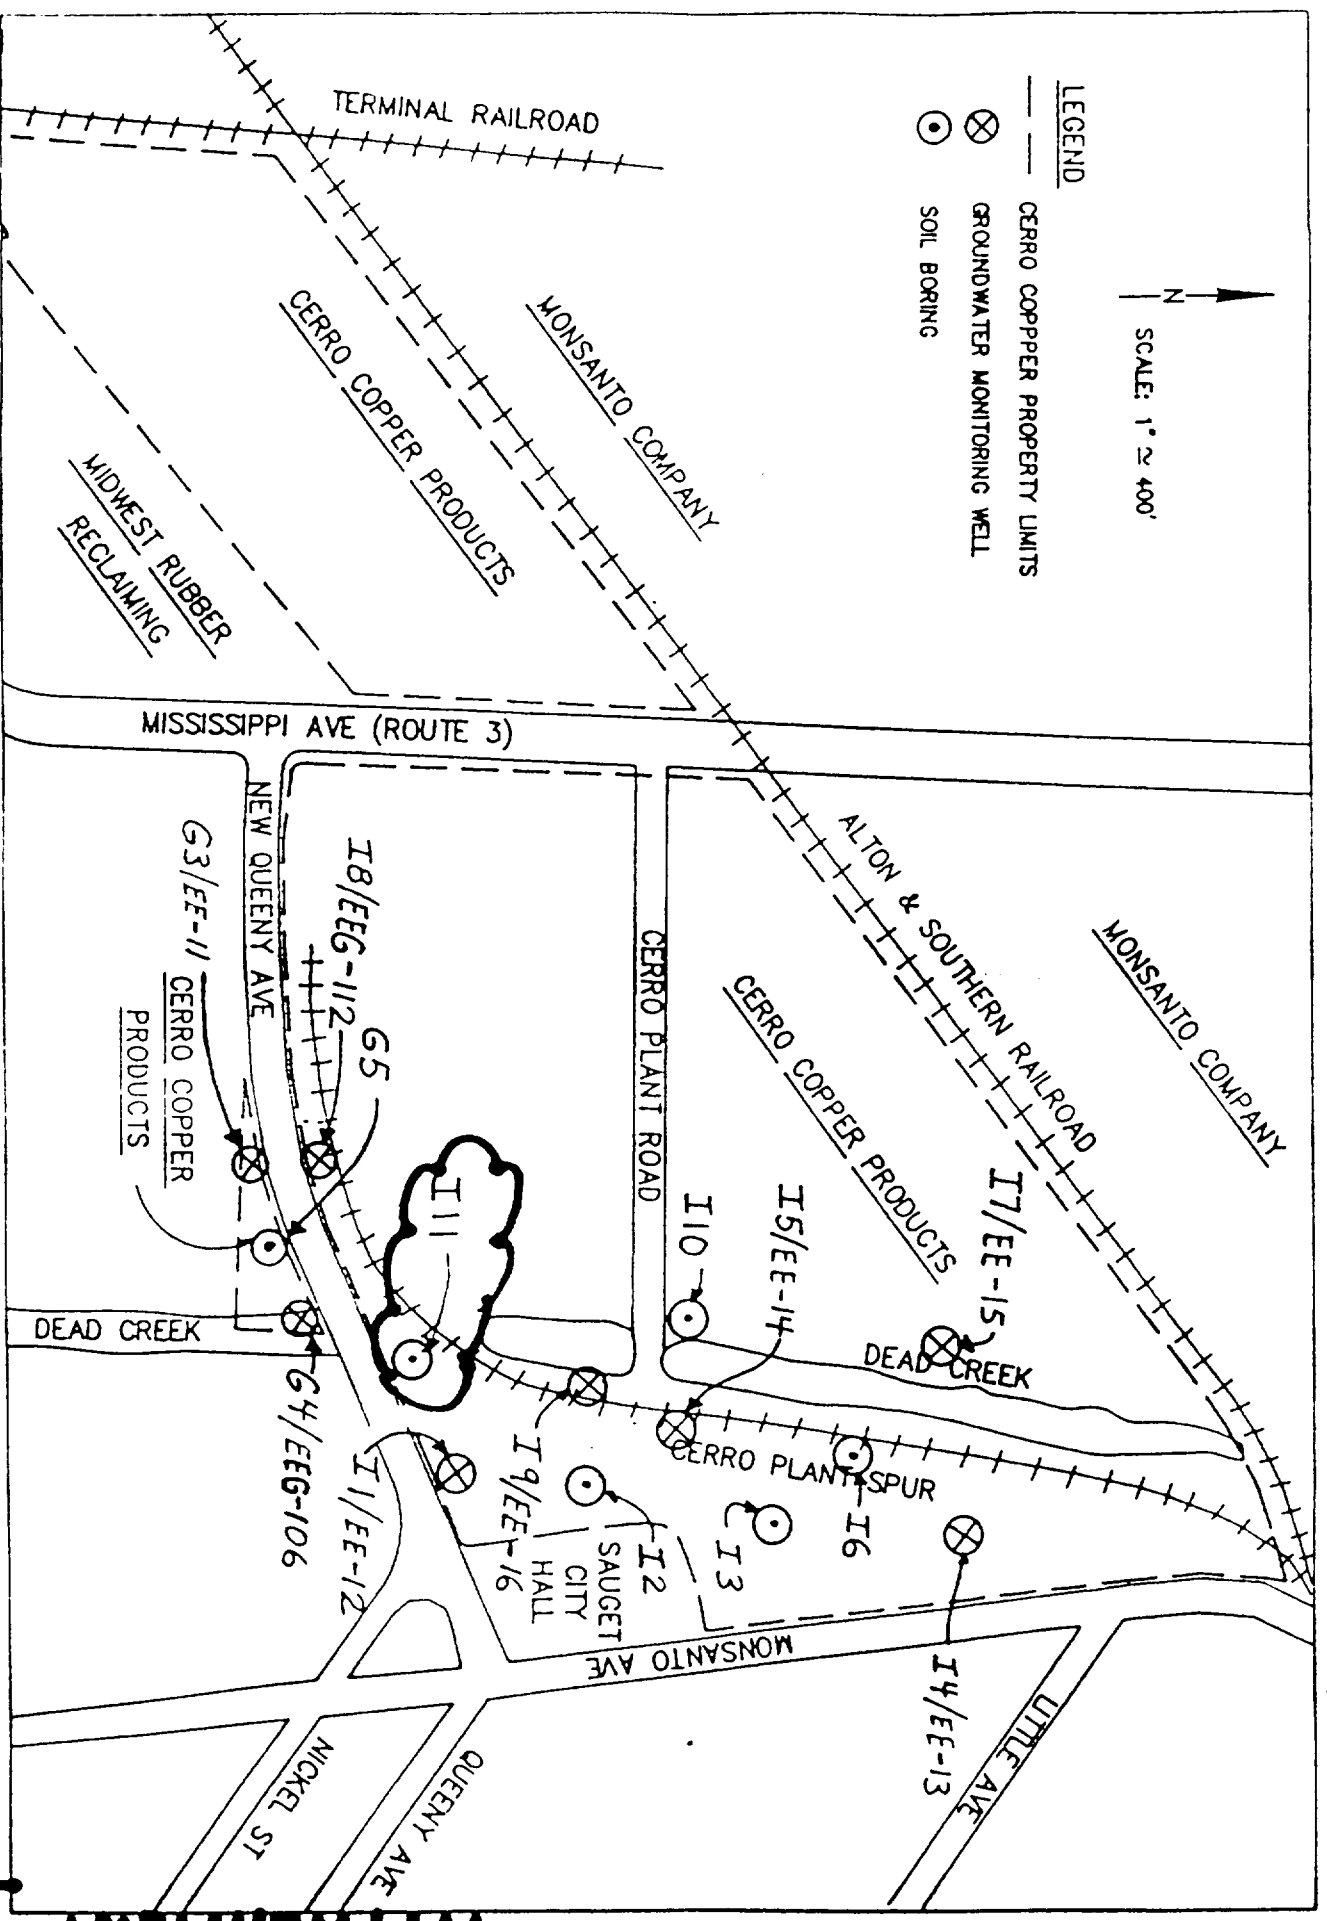 LEGEND
CERRO COPPPER PROPERTY LIMITS
GROUNDWATER MONITORING WELL
SOIL BORING
N
SCALE: 1" ≃ 400'
TERMINAL RAILROAD
MONSANTO COMPANY
CERRO COPPER PRODUCTS
MIDWEST RUBBER
RECLAIMING
MISSISSIPPI AVE (ROUTE 3)
ALTON & SOUTHERN RAILROAD
MONSANTO COMPANY
CERRO COPPER PRODUCTS
CERRO PLANT ROAD
NEW QUEENY AVE
I8/EEG-112
G3/EE-11
G5
CERRO COPPER
PRODUCTS
I11
I10
I5/EE-14
I7/EE-15
DEAD CREEK
DEAD CREEK
CERRO PLANT SPUR
G4/EEG-106
I1/EE-12
I9/EE-16
I2
I3
I6
I4/EE-13
SAUGET
CITY
HALL
MONSANTO AVE
LITTLE AVE
QUEENY AVE
NICKEL ST